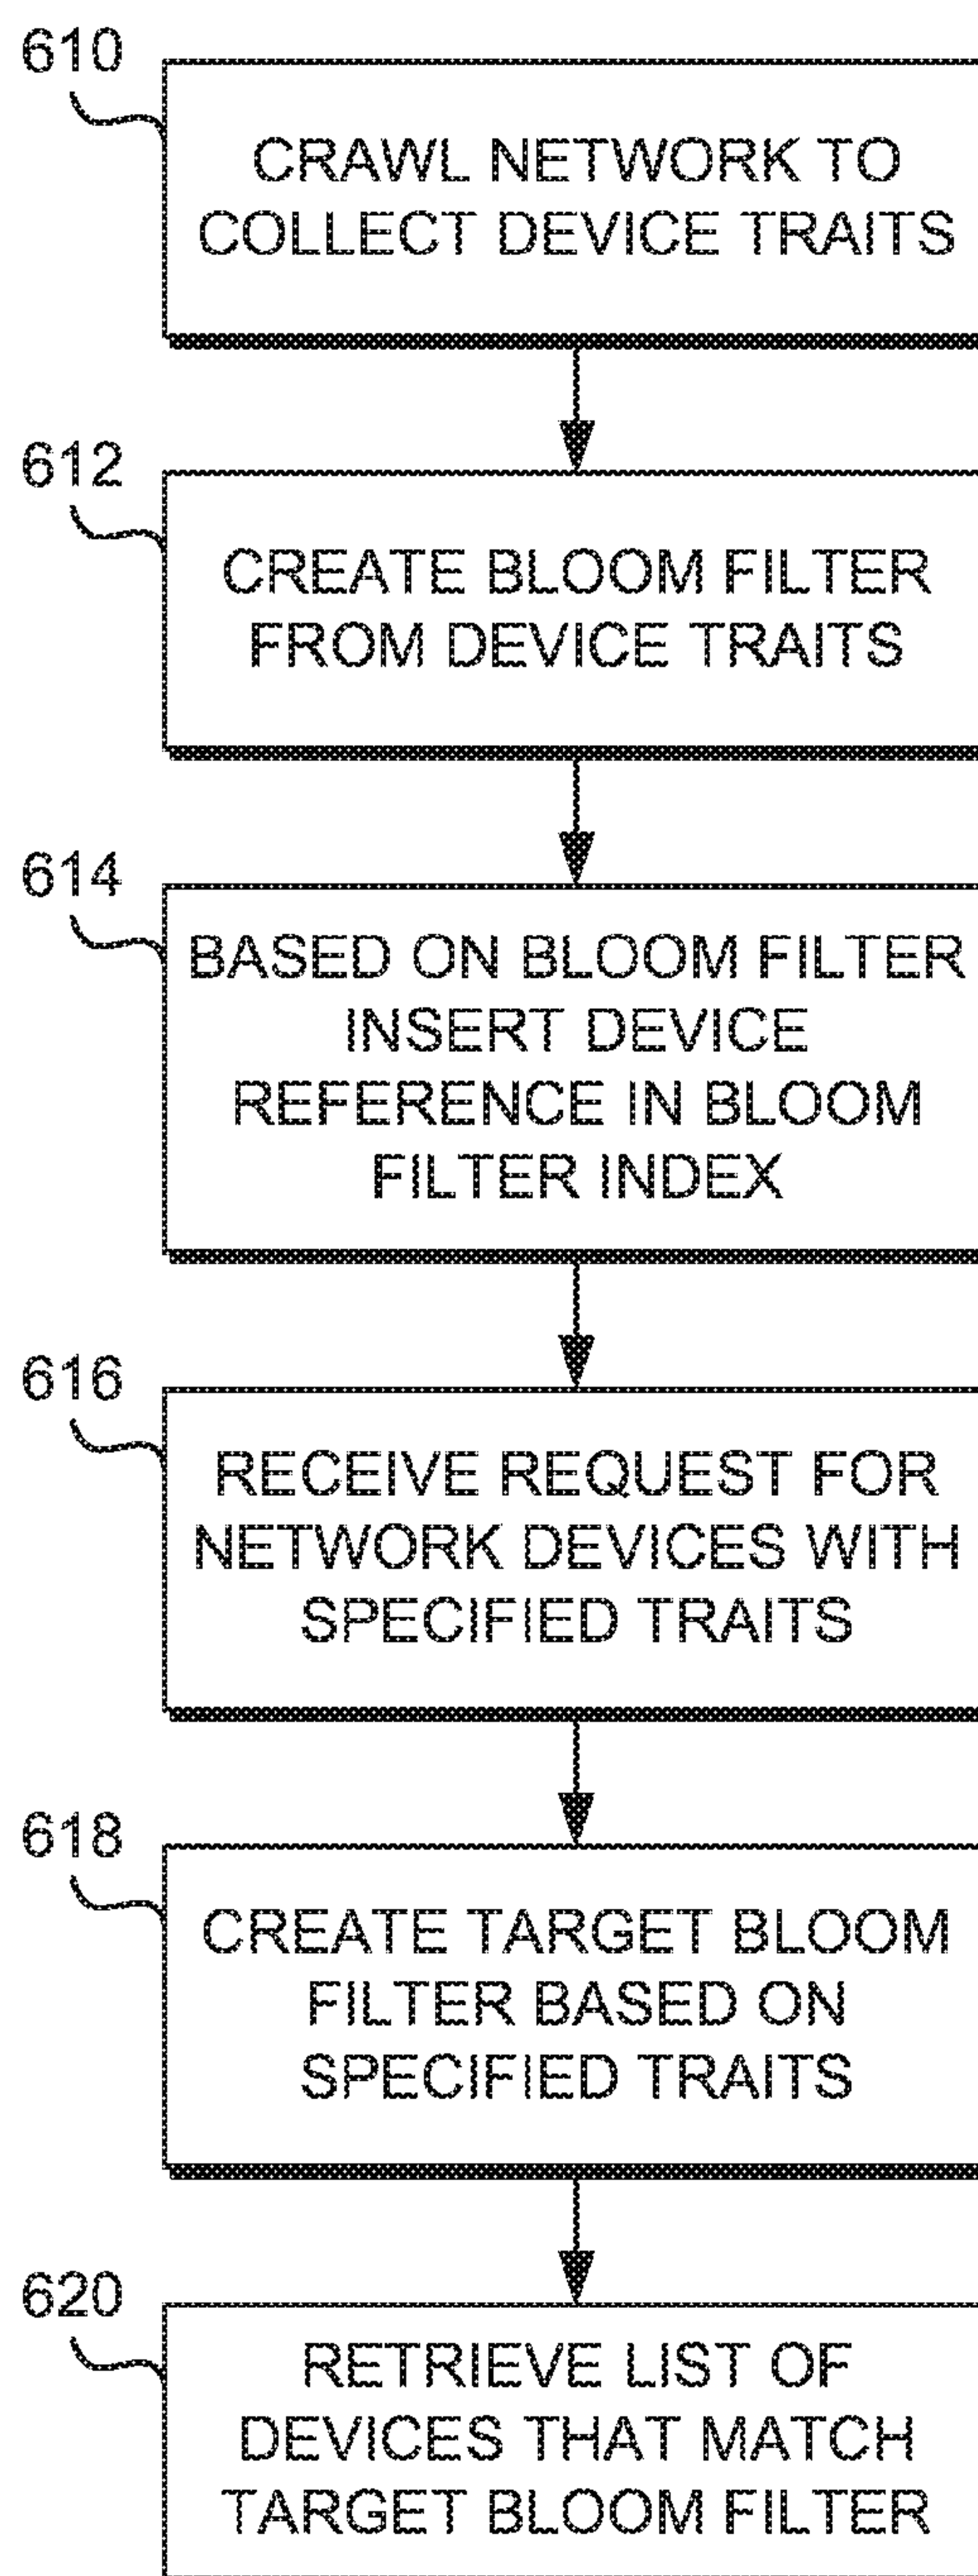 610
CRAWL NETWORK TO
COLLECT DEVICE TRAITS
612
CREATE BLOOM FILTER
FROM DEVICE TRAITS
614
BASED ON BLOOM FILTER
INSERT DEVICE
REFERENCE IN BLOOM
FILTER INDEX
616
RECEIVE REQUEST FOR
NETWORK DEVICES WITH
SPECIFIED TRAITS
618
CREATE TARGET BLOOM
FILTER BASED ON
SPECIFIED TRAITS
620
RETRIEVE LIST OF
DEVICES THAT MATCH
TARGET BLOOM FILTER